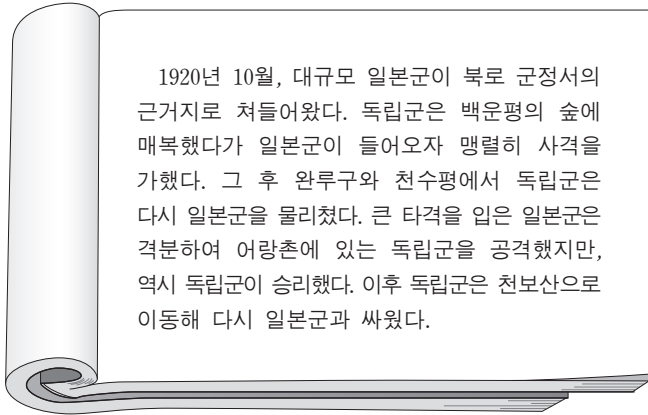 1920년 10월, 대규모 일본군이 북로 군정서의
근거지로 쳐들어왔다. 독립군은 백운평의 숲에
매복했다가 일본군이 들어오자 맹렬히 사격을
가했다. 그 후 완루구와 천수평에서 독립군은
다시 일본군을 물리쳤다. 큰 타격을 입은 일본군은
격분하여 어랑촌에 있는 독립군을 공격했지만,
역시 독립군이 승리했다. 이후 독립군은 천보산으로
이동해 다시 일본군과 싸웠다.